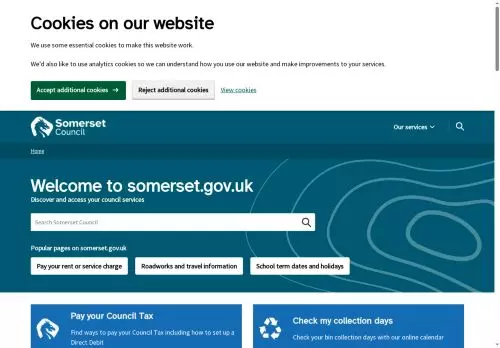 Cookies on our website
We use some essential cookies to make this website work.
We'd also like to use analytics cookies so we can understand how you use our website and make improvements to your services.
Accept additional cookies
Reject additional cookies
View cookies
Somerset
Council
Our services
Home
Welcome to somerset.gov.uk
Discover and access your council services
Search Somerset Council
Popular pages on somerset.gov.uk
Pay your rent or service charge
Roadworks and travel information
School term dates and holidays
Pay your Council Tax
Find ways to pay your Council Tax including how to set up a
Direct Debit
Check my collection days
Check your bin collection days with our online calendar